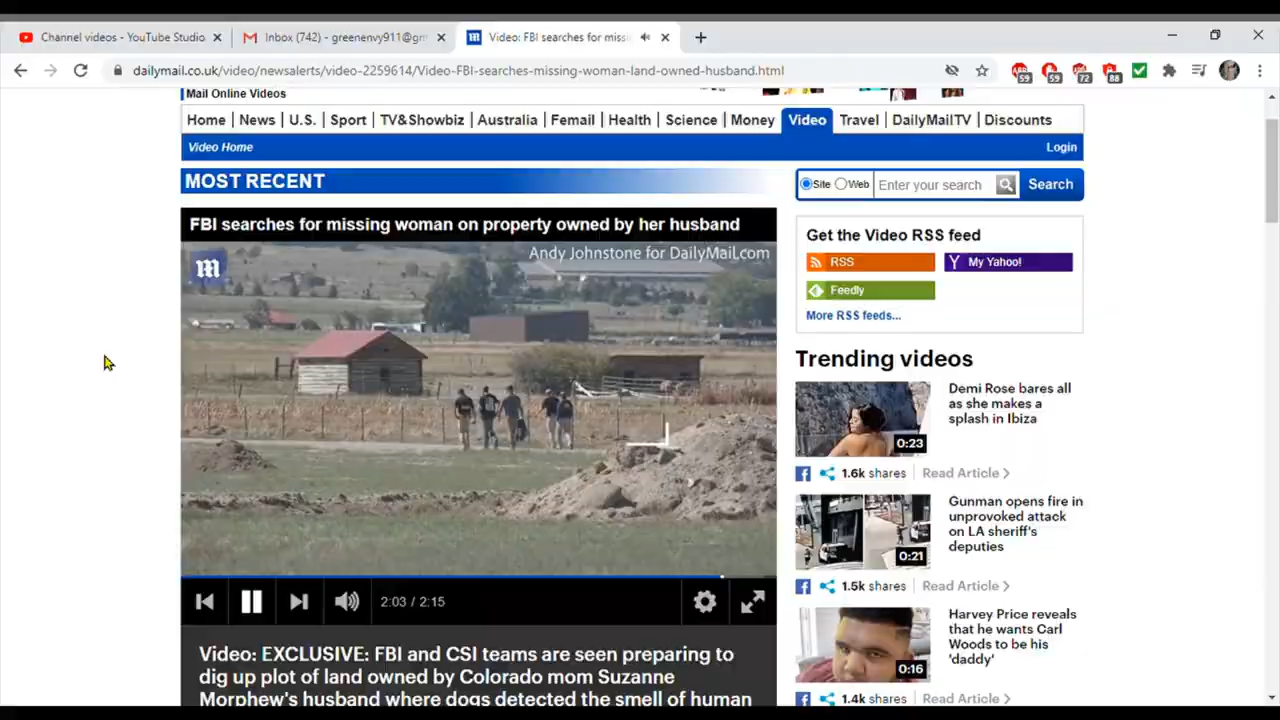 Channel videos - YouTube Studio
Inbox (742) - greenenvy911@gm
Video: FBI searches for missi
dailymail.co.uk/video/newsalerts/video-2259614/Video-FBI-searches-missing-woman-land-owned-husband.html
59
59
72
88
Mail Online Videos
Home | News | U.S. | Sport | TV&Showbiz | Australia | Femail | Health | Science | Money | Video | Travel | DailyMailTV | Discounts
Video Home
Login
MOST RECENT
Site Web Enter your search Search
FBI searches for missing woman on property owned by her husband
m
Andy Johnstone for DailyMail.com
2:03 / 2:15
Video: EXCLUSIVE: FBI and CSI teams are seen preparing to
dig up plot of land owned by Colorado mom Suzanne
Morphew's husband where dogs detected the smell of human
Get the Video RSS feed
RSS
My Yahoo!
Feedly
More RSS feeds...
Trending videos
Demi Rose bares all
as she makes a
splash in Ibiza
0:23
1.6k shares
Read Article
Gunman opens fire in
unprovoked attack
on LA sheriff's
deputies
0:21
1.5k shares
Read Article
Harvey Price reveals
that he wants Carl
Woods to be his
'daddy'
0:16
1.4k shares
Read Article